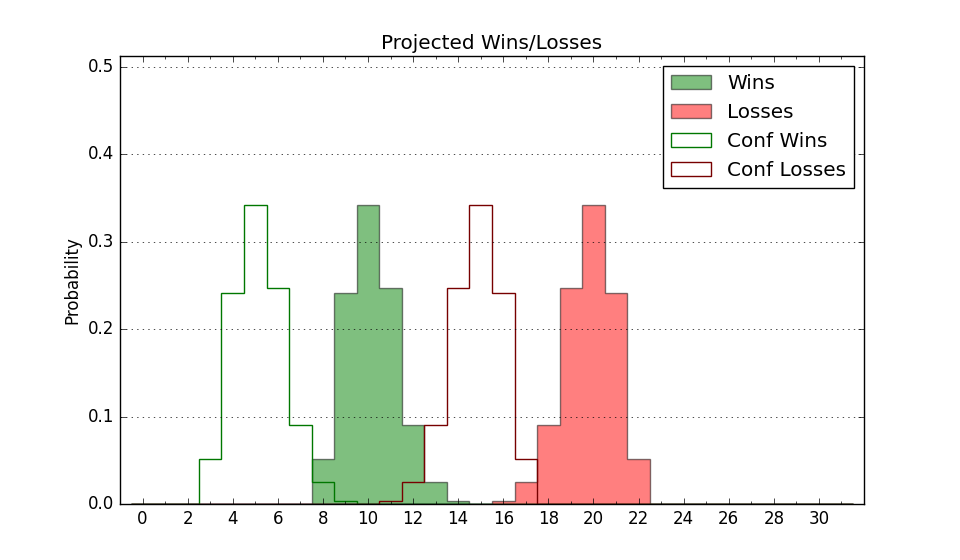 Projected Wins/Losses
Probability
0.5
0.4
0.3
0.2
0.1
0.0
Wins
Losses
Conf Wins
Conf Losses
0 2 4 6 8 10 12 14 16 18 20 22 24 26 28 30